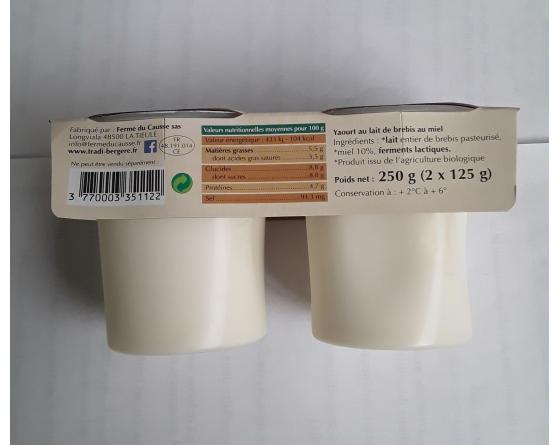 Fabriqué par : Ferme du Causse sas
Longviala 48500 LA TIEULE
info@fermeducausse.fr
www.tradi-bergere.fr
f
FR
48.191.014
CE
Ne peut être vendu séparément
3 770003 351122
Valeurs nutritionnelles moyennes pour 100 g
Valeur énergétique : 433 kj - 104 kcal
Matières grasses 5,5 g
dont acides gras saturés 3,5 g
Glucides 8,8 g
dont sucres 8,8 g
Protéines 4,7 g
Sel 93,3 mg
Yaourt au lait de brebis au miel
Ingrédients : *lait entier de brebis pasteurisé,
*miel 10%, ferments lactiques.
*Produit issu de l'agriculture biologique
Poids net : 250 g (2 x 125 g)
Conservation à : + 2°C à + 6°